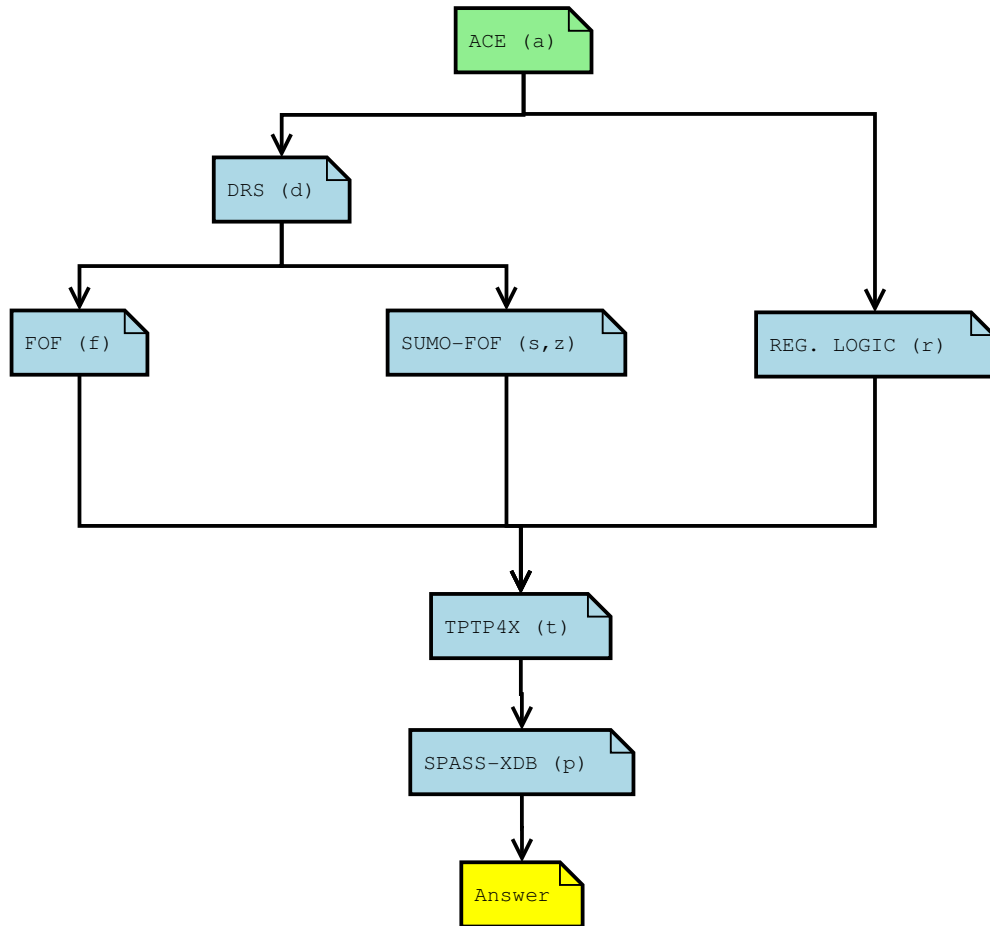 ACE (a)
DRS (d)
FOF (f)
SUMO-FOF (s,z)
REG. LOGIC (r)
TPTP4X (t)
SPASS-XDB (p)
Answer